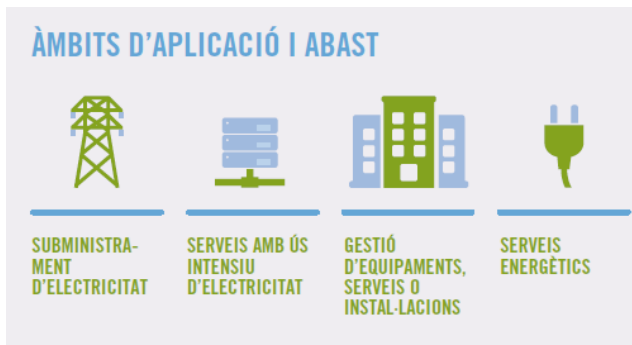 ÀMBITS D'APLICACIÓ I ABAST
SUBMINISTRA-
MENT
D'ELECTRICITAT
SERVEIS AMB ÚS
INTENSIU
D'ELECTRICITAT
GESTIÓ
D'EQUIPAMENTS,
SERVEIS O
INSTAL·LACIONS
SERVEIS
ENERGÈTICS